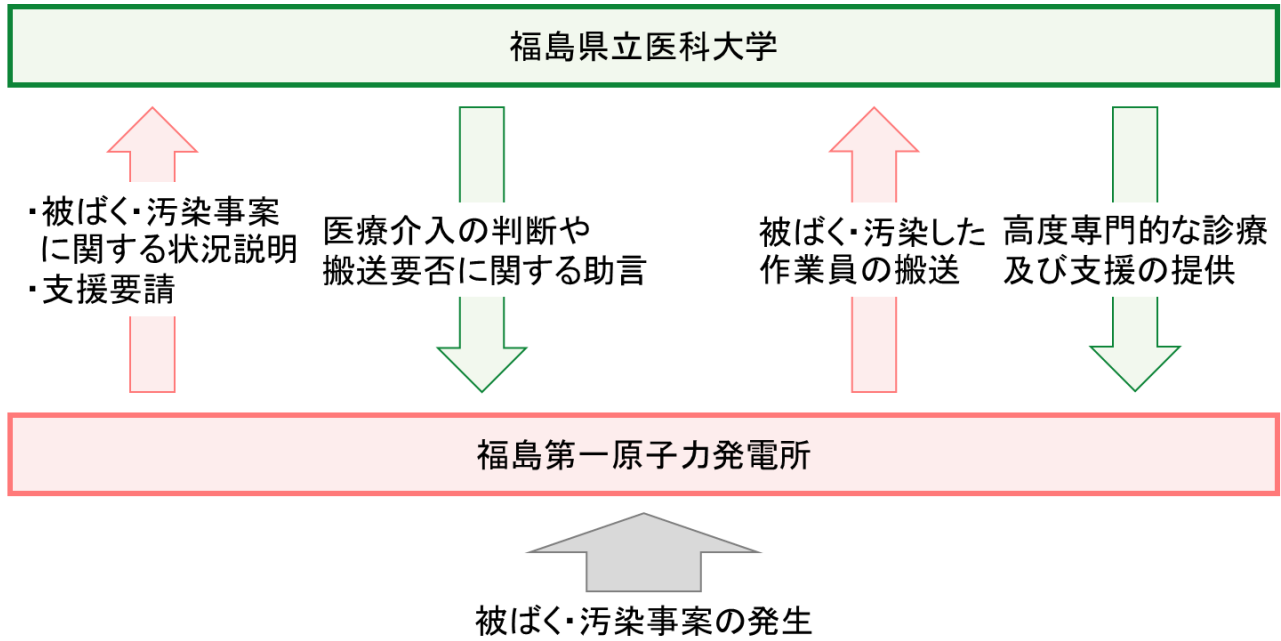 福島県立医科大学
・被ばく・汚染事案
に関する状況説明
・支援要請
医療介入の判断や
搬送要否に関する助言
被ばく・汚染した
作業員の搬送
高度専門的な診療
及び支援の提供
福島第一原子力発電所
被ばく・汚染事案の発生